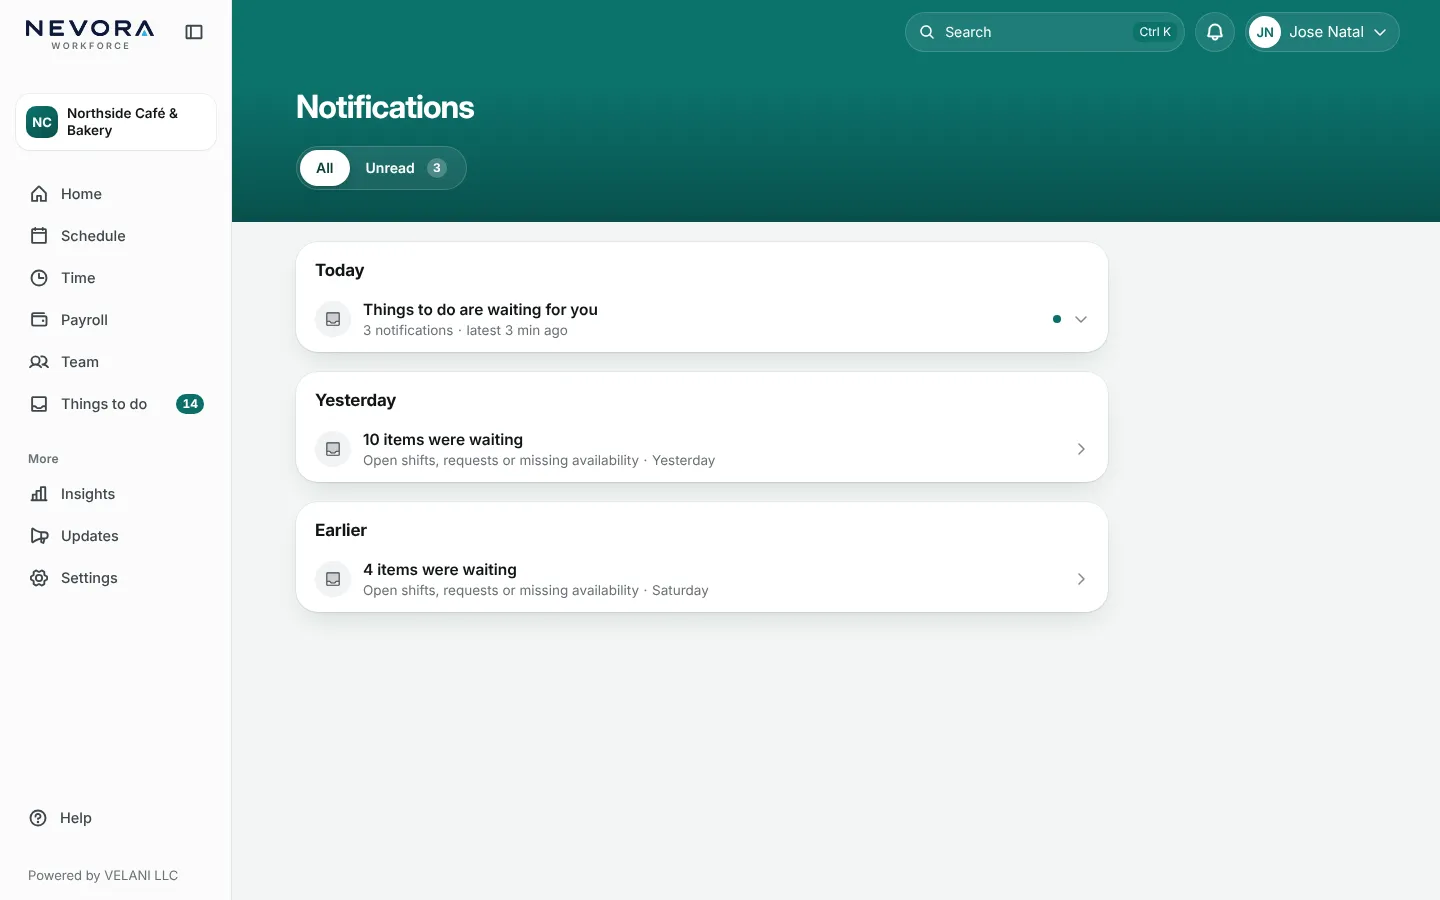 NEVORA
WORKFORCE
Search
Ctrl K
JN
Jose Natal
NC
Northside Café &
Bakery
Home
Schedule
Time
Payroll
Team
Things to do
14
More
Insights
Updates
Settings
Help
Powered by VELANI LLC
Notifications
All
Unread
3
Today
Things to do are waiting for you
3 notifications · latest 3 min ago
Yesterday
10 items were waiting
Open shifts, requests or missing availability · Yesterday
Earlier
4 items were waiting
Open shifts, requests or missing availability · Saturday